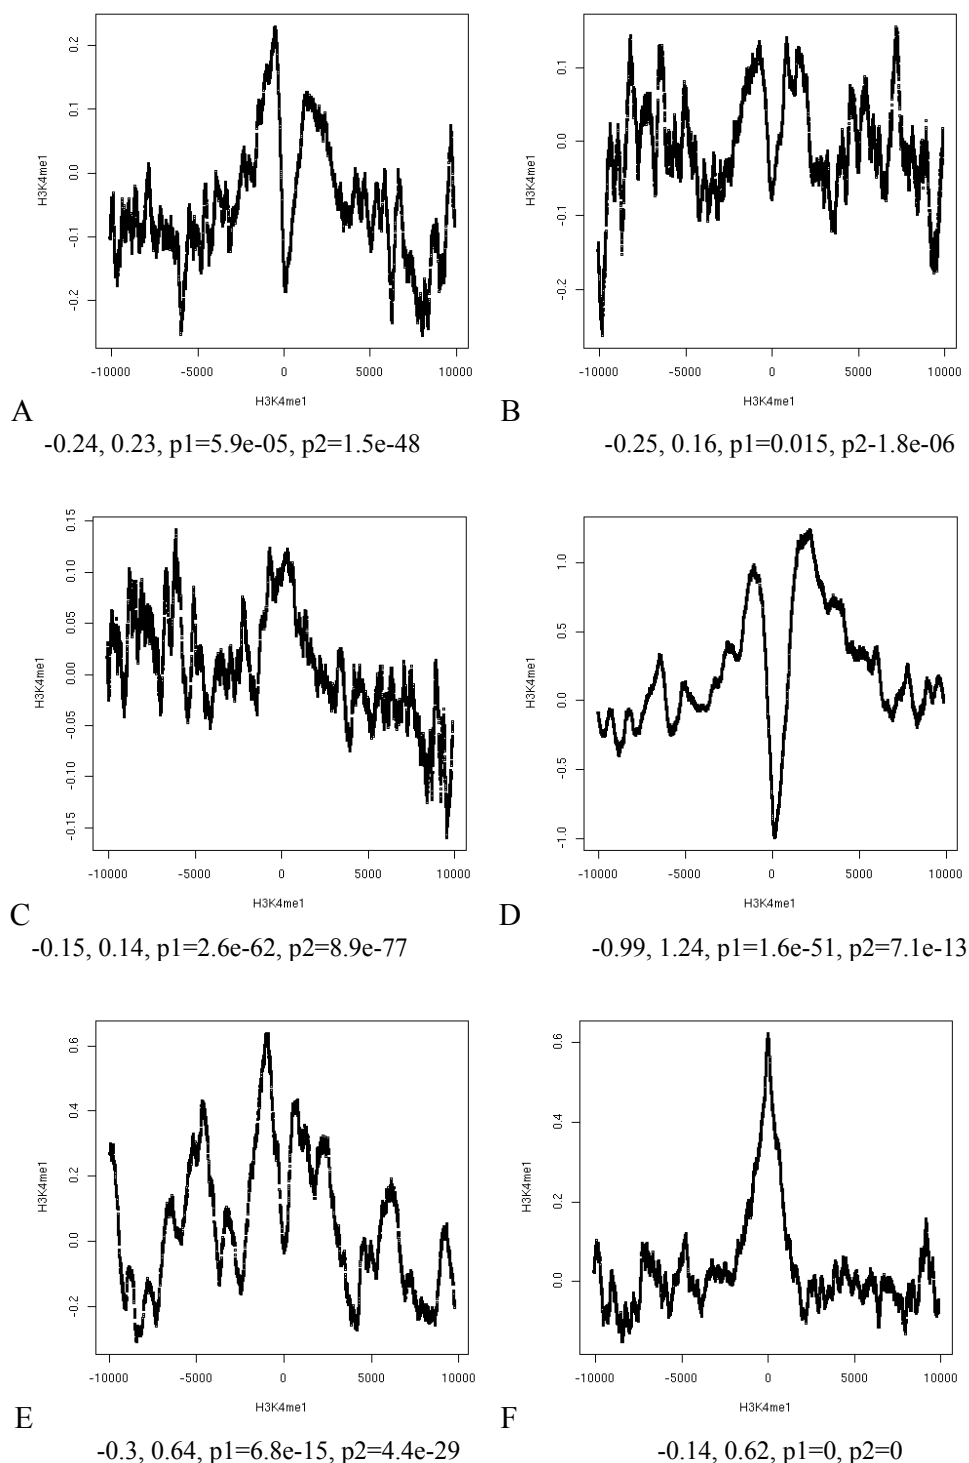 0.2
0.1
0.0
0.1
0.2
H3K4me1
-10000 -5000 0 5000 10000
H3K4me1
A
-0.24, 0.23, p1=5.9e-05, p2=1.5e-48
0.1
0.0
-0.1
-0.2
H3K4me1
-10000 -5000 0 5000 10000
H3K4me1
B
-0.25, 0.16, p1=0.015, p2-1.8e-06
0.15
0.10
0.05
0.00
-0.05
-0.10
-0.15
H3K4me1
-10000 -5000 0 5000 10000
H3K4me1
C
-0.15, 0.14, p1=2.6e-62, p2=8.9e-77
1.0
0.5
0.0
-0.5
-1.0
H3K4me1
-10000 -5000 0 5000 10000
H3K4me1
D
-0.99, 1.24, p1=1.6e-51, p2=7.1e-13
0.6
0.4
0.2
0.0
-0.2
H3K4me1
-10000 -5000 0 5000 10000
H3K4me1
E
-0.3, 0.64, p1=6.8e-15, p2=4.4e-29
0.6
0.4
0.2
0.0
H3K4me1
-10000 -5000 0 5000 10000
H3K4me1
F
-0.14, 0.62, p1=0, p2=0